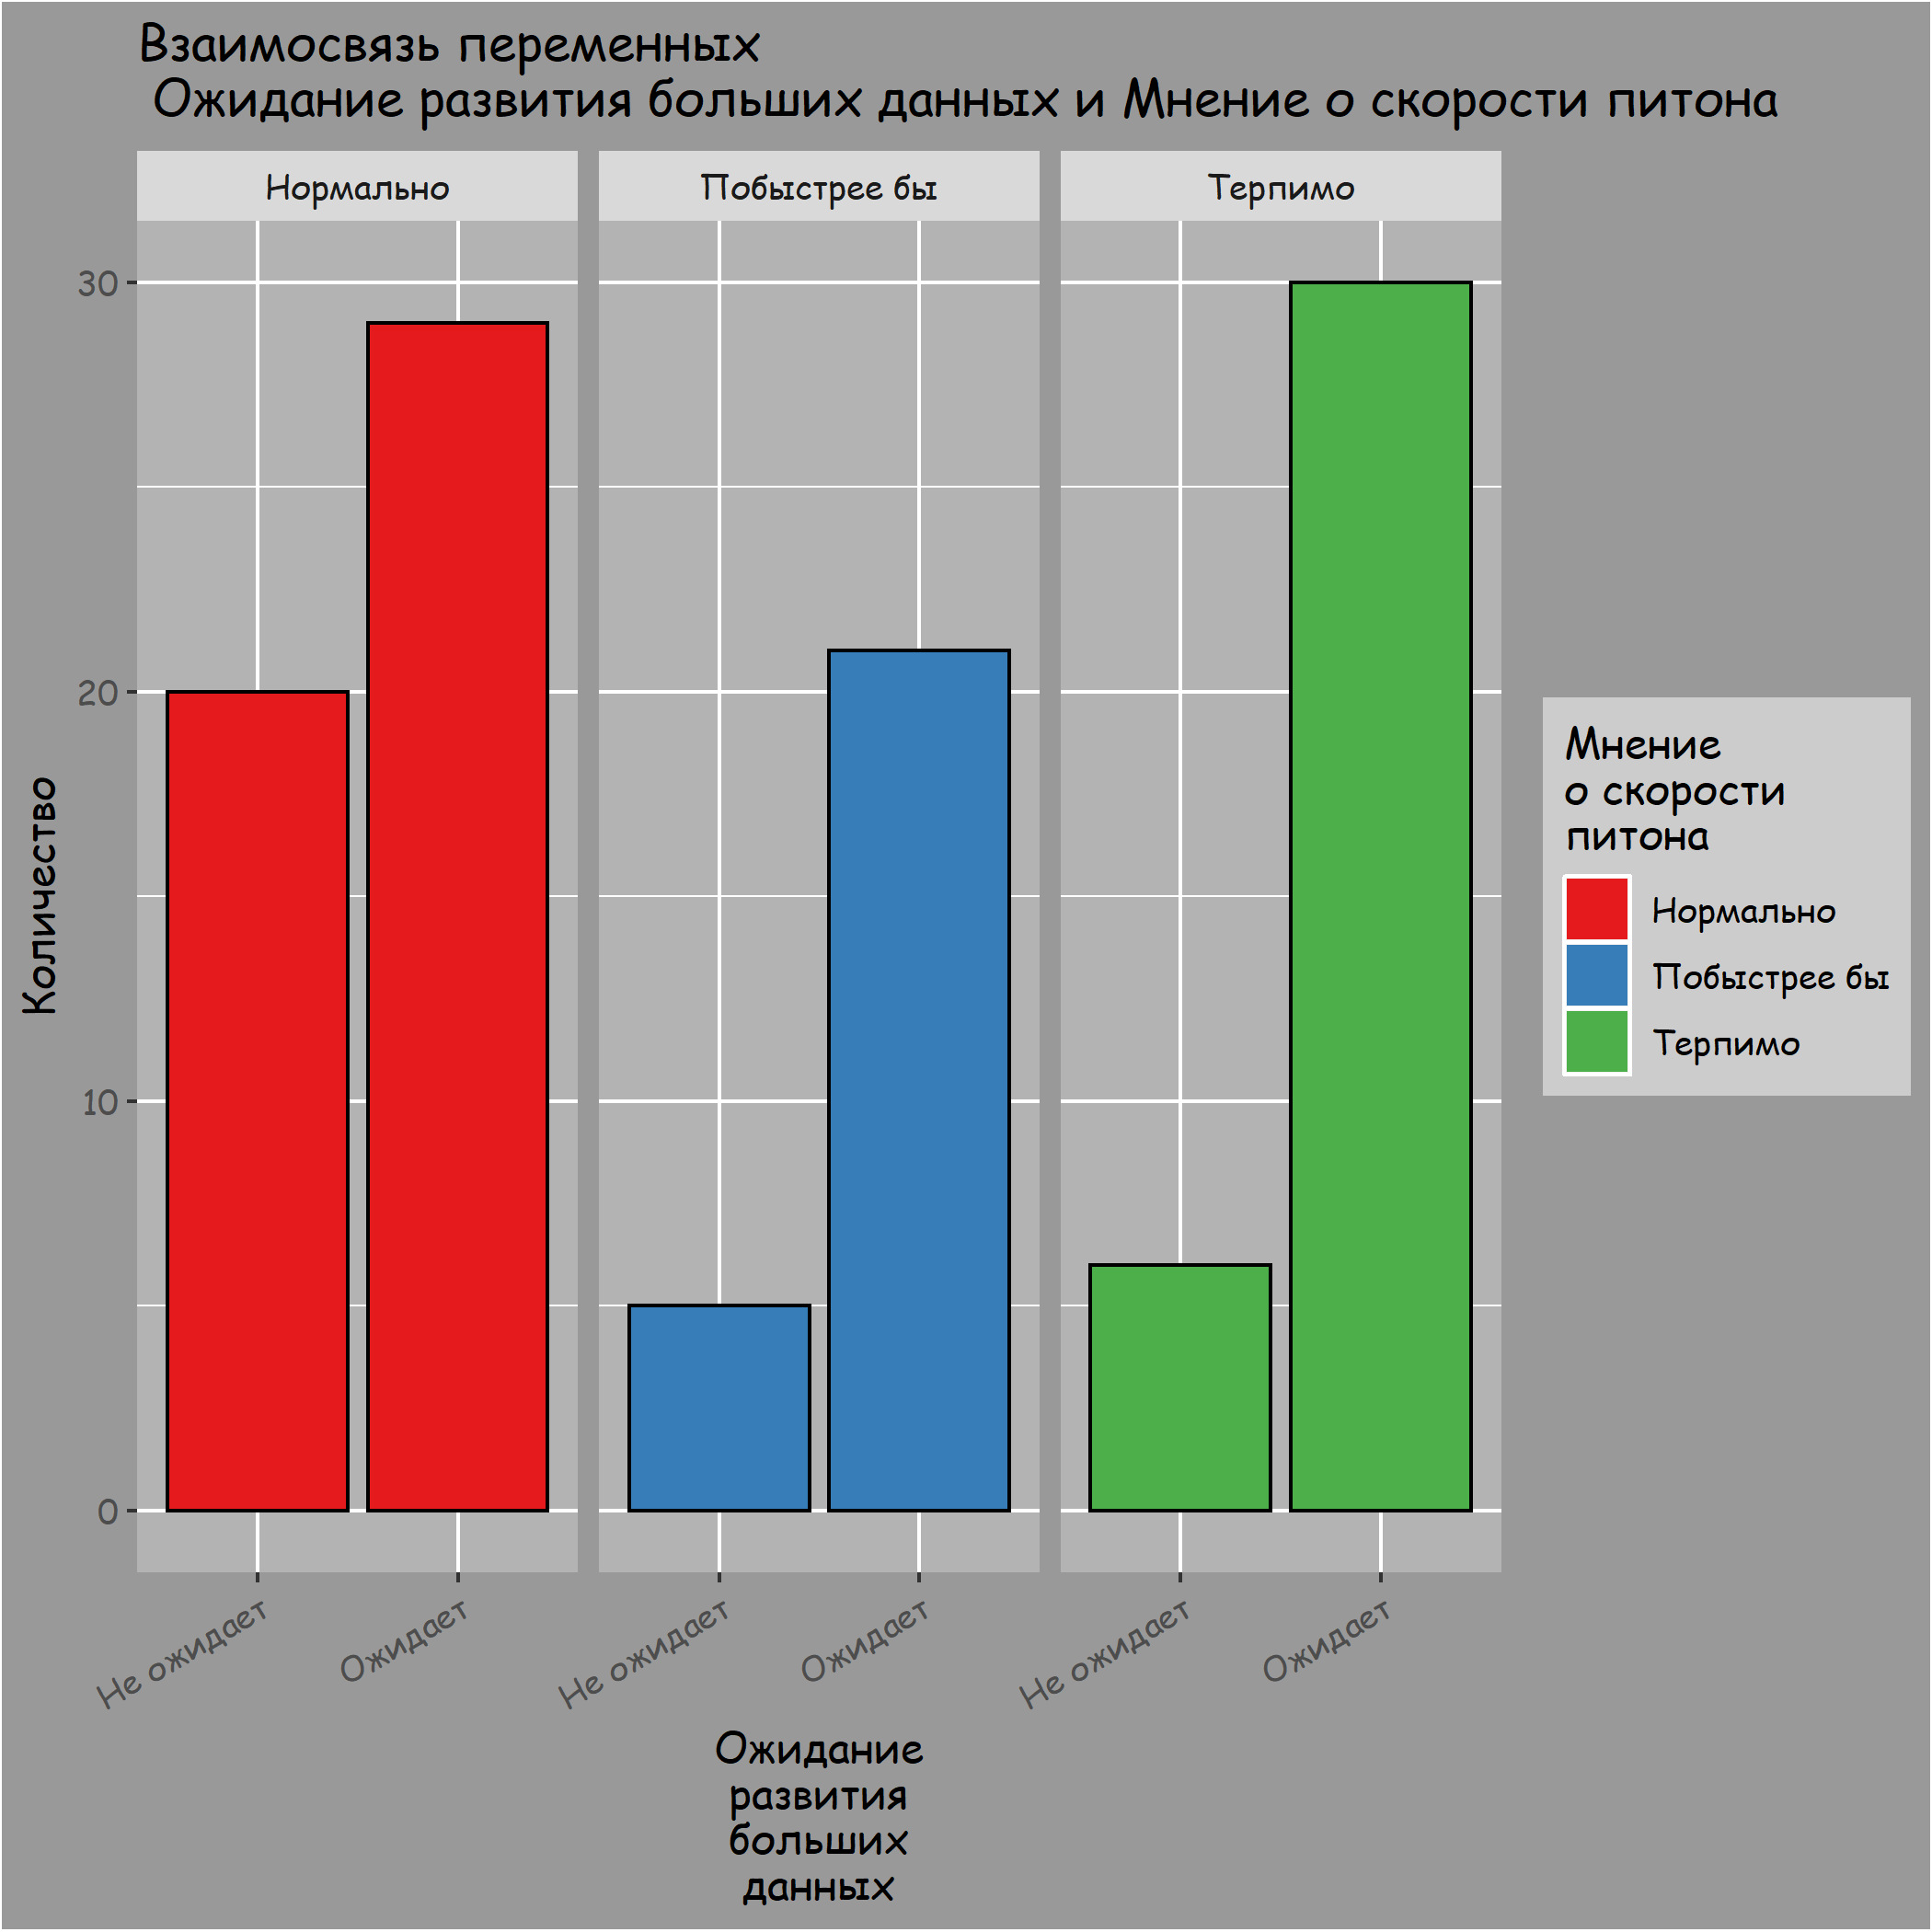 Взаимосвязь переменных
Ожидание развития больших данных и Мнение о скорости питона
Нормально
Побыстрее бы
Терпимо
30
20
10
0
Количество
Не ожидает
Ожидает
Не ожидает
Ожидает
Не ожидает
Ожидает
Ожидание
развития
больших
данных
Мнение
о скорости
питона
Нормально
Побыстрее бы
Терпимо